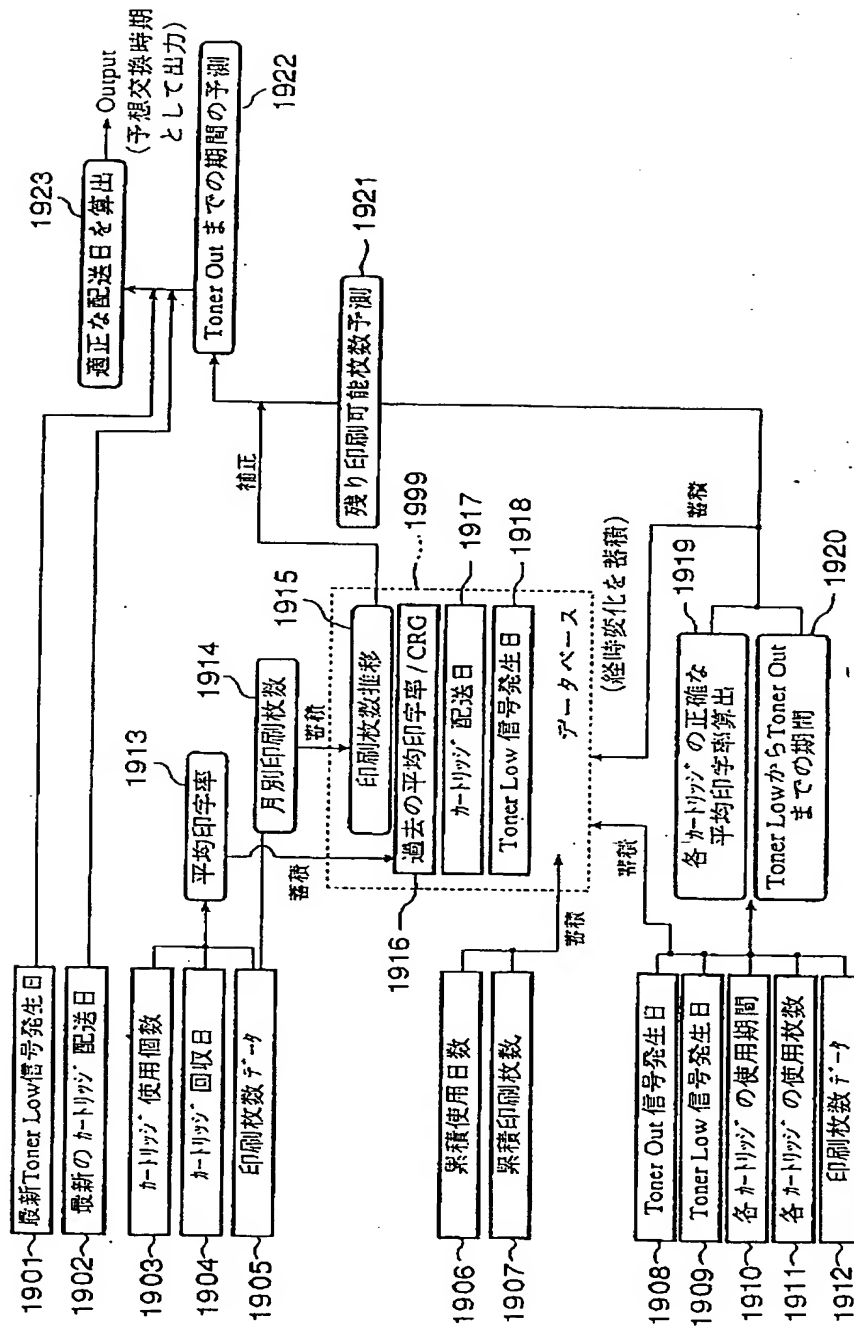 1901
最新Toner Low信号発生日
1902
最新のカートリッジ配送日
1903
カートリッジ使用個数
1904
カートリッジ回収日
1905
印刷枚数データ
1906
累積使用日数
1907
累積印刷枚数
1908
Toner Out 信号発生日
1909
Toner Low信号発生日
1910
各カートリッジの使用期間
1911
各カートリッジの使用枚数
1912
印刷枚数データ
1913
平均印字率
1914
月別印刷枚数
蓄積
蓄積
1915
印刷枚数推移
1916
過去の平均印字率/CRG
1999
カートリッジ配送日
1917
Toner Low 信号発生日
1918
データベース
蓄積
蓄積
(経時変化を蓄積)
蓄積
各カートリッジの正確な
平均印字率算出
1919
Toner LowからToner Out
までの期間
1920
補正
残り印刷可能枚数予測
1921
Toner Out までの期間の予測
1922
適正な配送日を算出
1923
Output
(予想交換時期
として出力)